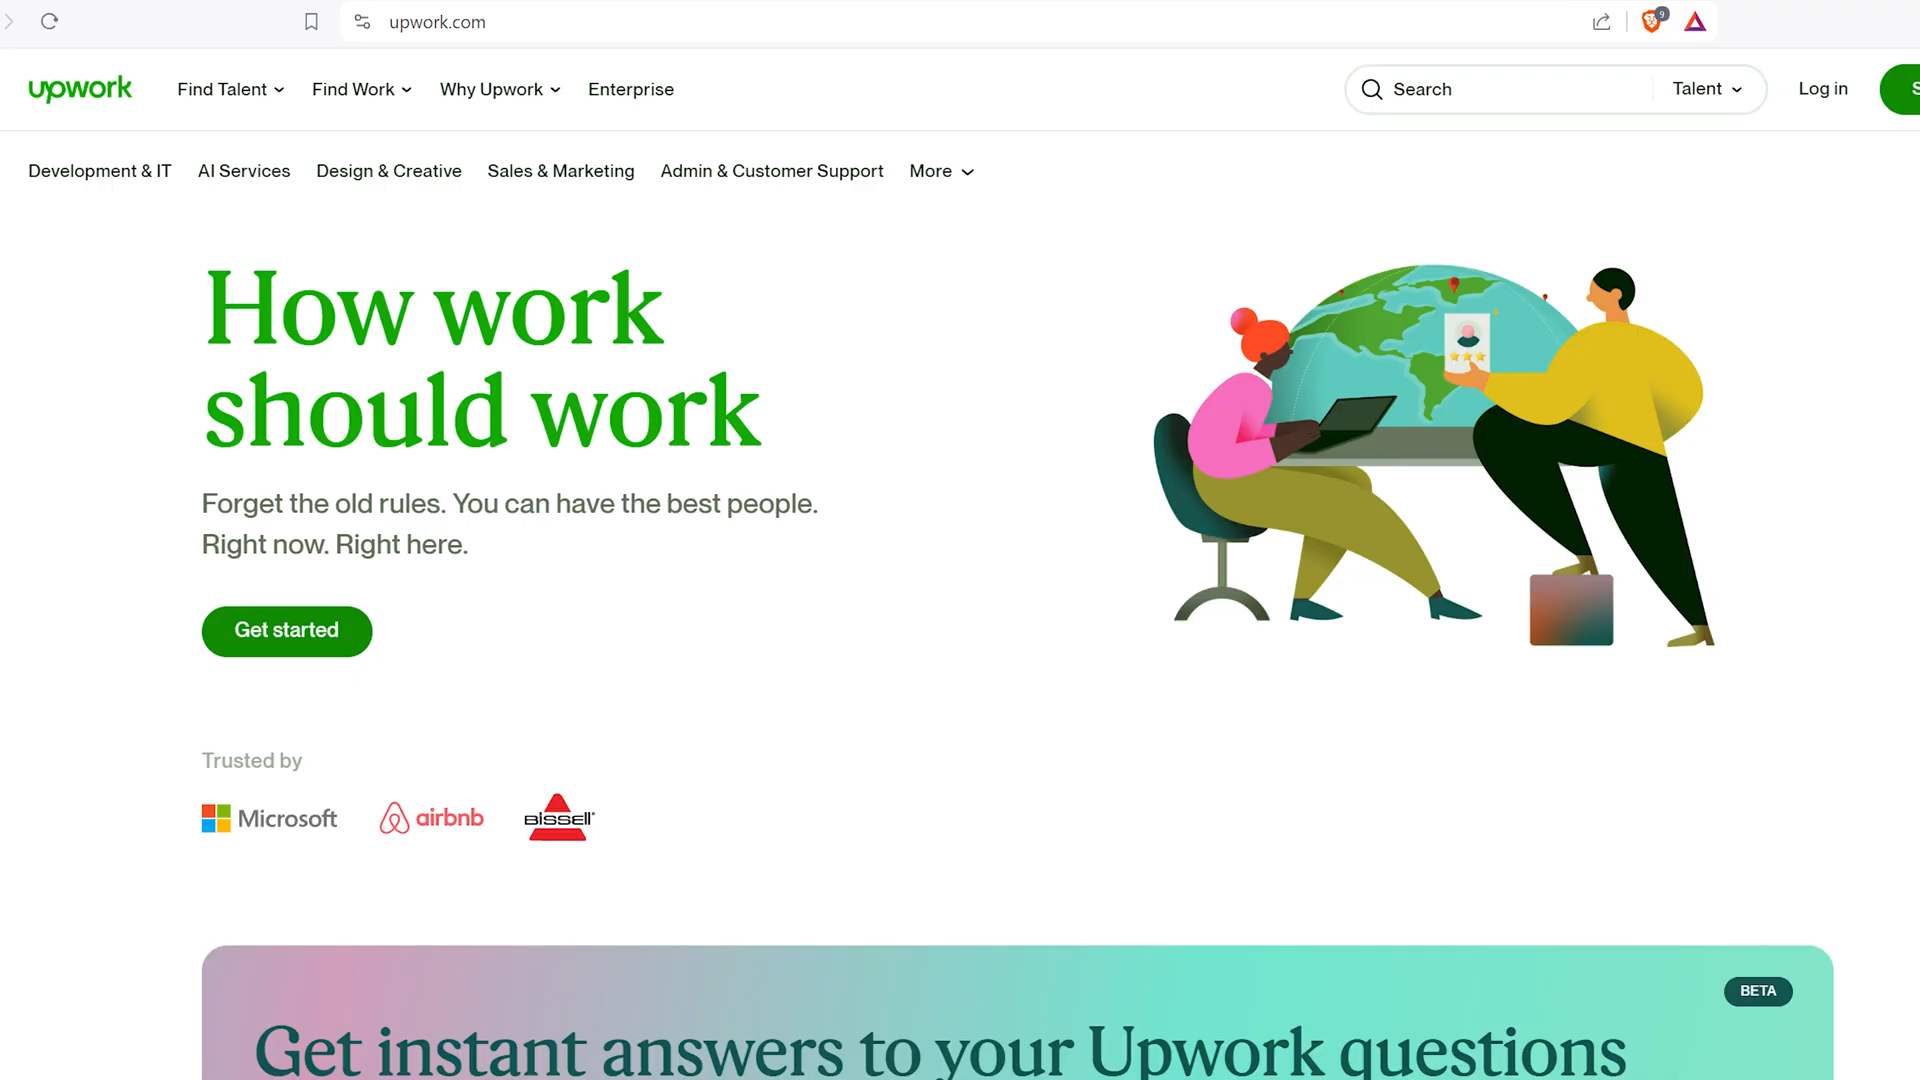 upwork.com
9
upwork Find Talent Find Work Why Upwork Enterprise Search Talent Log in S
Development & IT AI Services Design & Creative Sales & Marketing Admin & Customer Support More
How work
should work
Forget the old rules. You can have the best people.
Right now. Right here.
Get started
Trusted by
Microsoft airbnb BISSELL
BETA
Get instant answers to your Upwork questions